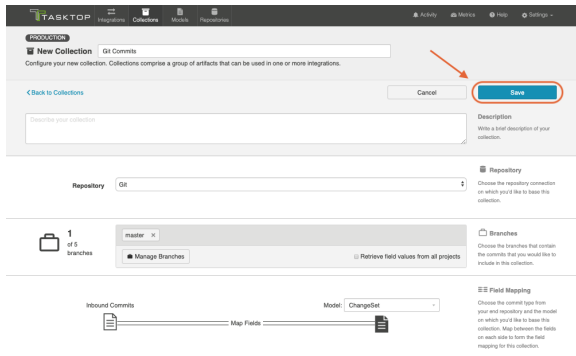 TASKTOP
Integrations
Collections
Models
Repositories
Activity
Metrics
Help
Settings
PRODUCTION
New Collection Git Commits
Configure your new collection. Collections comprise a group of artifacts that can be used in one or more integrations.
Back to Collections
Cancel
Save
Describe your collection
Description
Write a brief description of your
collection.
Repository
Git
Repository
Choose the repository connection
on which you'd like to base this
collection.
1
of 5
branches
master ×
Manage Branches
Retrieve field values from all projects
Branches
Choose the branches that contain
the commits that you would like to
include in this collection.
Inbound Commits
Map Fields
Model: ChangeSet
Field Mapping
Choose the commit type from
your end repository and the model
on which you'd like to base this
collection. Map between the fields
on each side to form the field
mapping for this collection.